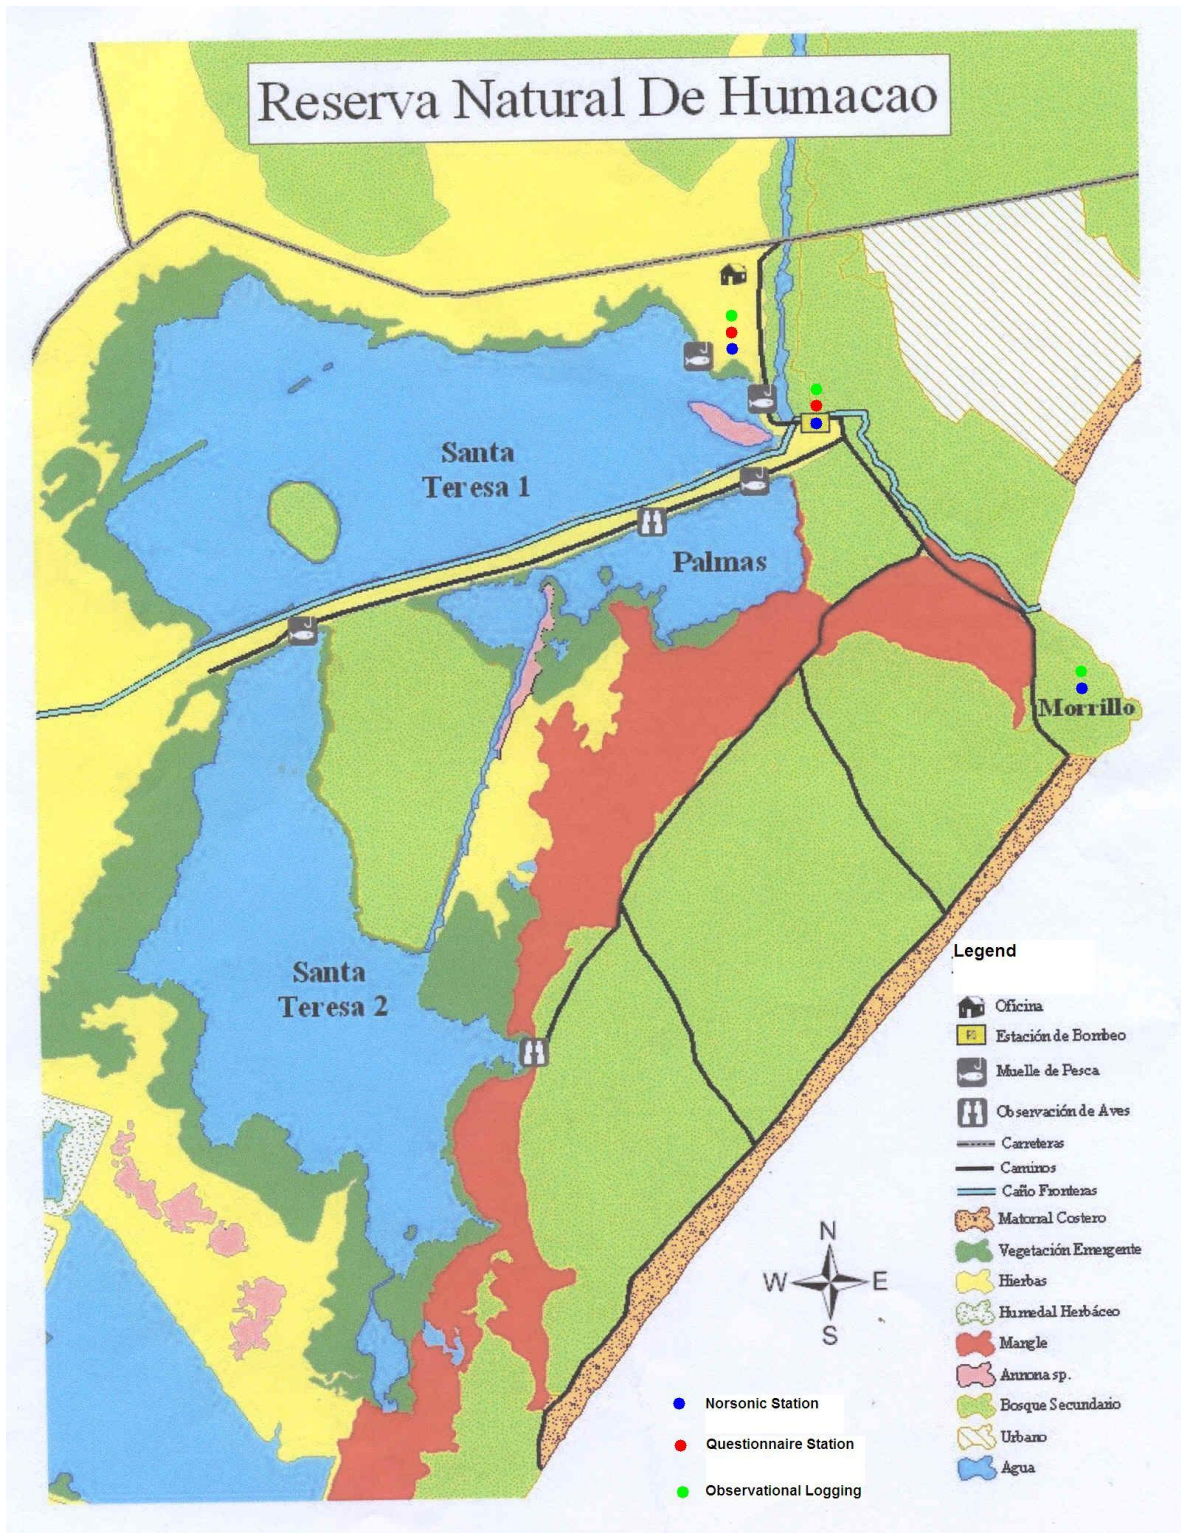 Reserva Natural De Humacao
Santa
Teresa 1
Palmas
Morrillo
Santa
Teresa 2
Legend
Oficina
Estación de Bombeo
Muelle de Pesca
Observación de Aves
Carreteras
Caminos
Caño Fronteras
Matorral Costero
Vegetación Emergente
Hierbas
Humedal Herbáceo
Mangle
Annona sp.
Bosque Secundario
Urbano
Agua
N
W E
S
Norsonic Station
Questionnaire Station
Observational Logging